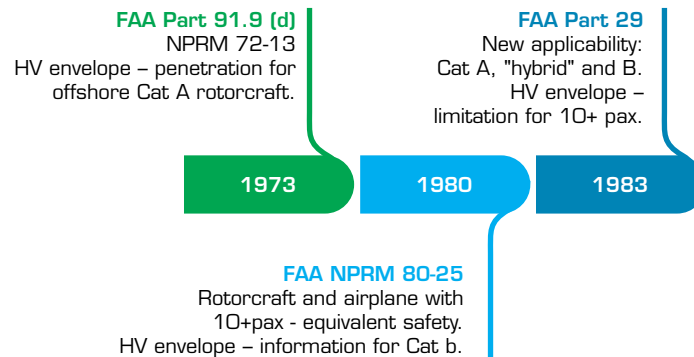 FAA Part 91.9 (d)
NPRM 72-13
HV envelope – penetration for
offshore Cat A rotorcraft.
FAA Part 29
New applicability:
Cat A, "hybrid" and B.
HV envelope –
limitation for 10+ pax.
1973
1980
1983
FAA NPRM 80-25
Rotorcraft and airplane with
10+pax - equivalent safety.
HV envelope – information for Cat b.